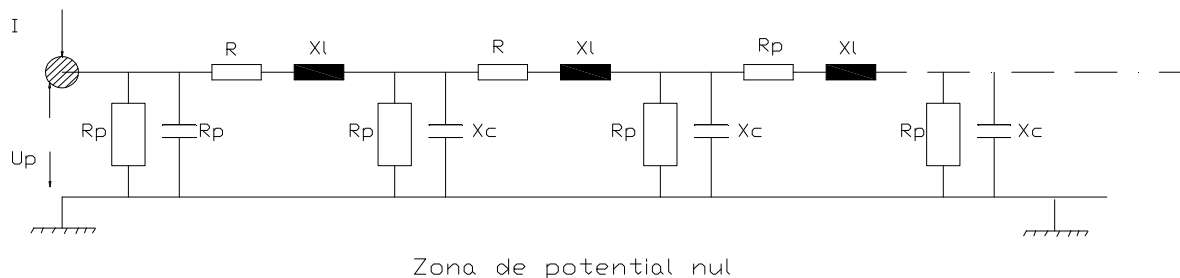 I
R Xl R Xl Rp Xl
Rp Rp Rp Xc Rp Xc Rp Xc
Up
Zona de potential nul